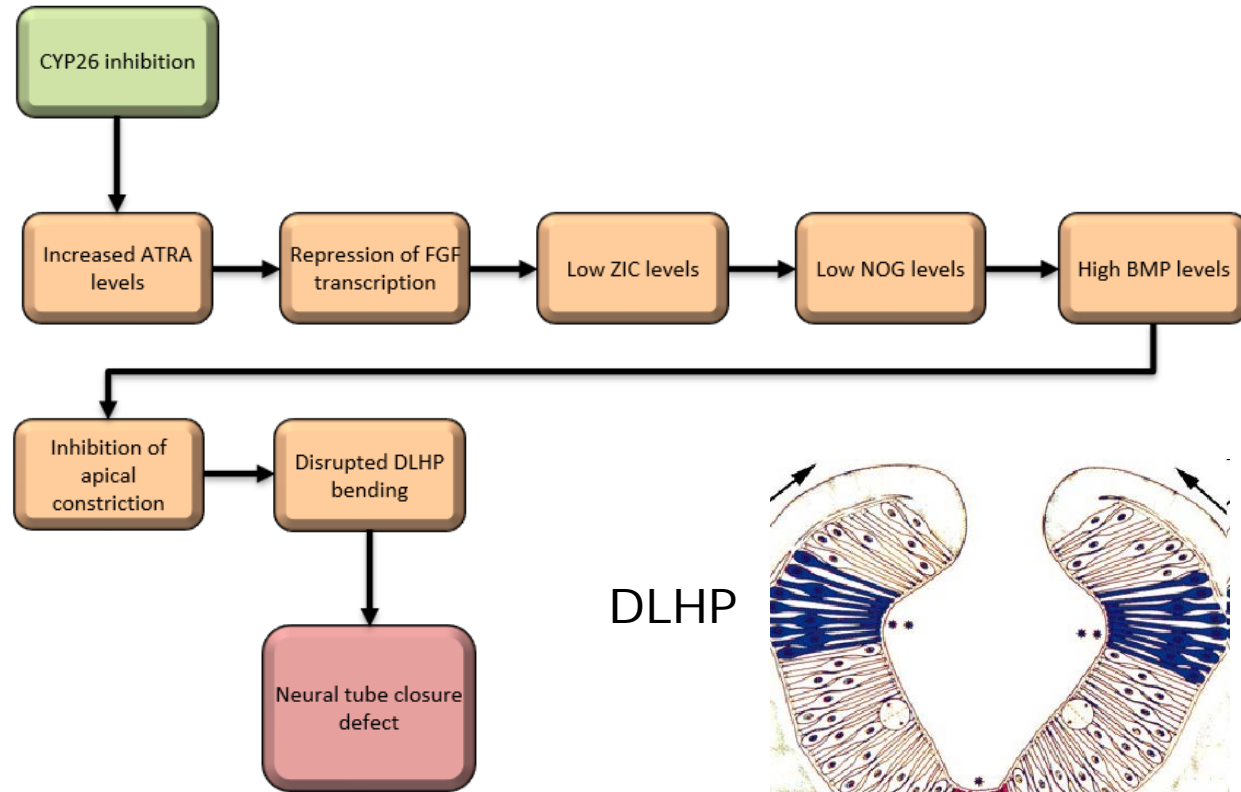 CYP26 inhibition
Increased ATRA
levels
Repression of FGF
transcription
Low ZIC levels
Low NOG levels
High BMP levels
Inhibition of
apical
constriction
Disrupted DLHP
bending
Neural tube closure
defect
DLHP